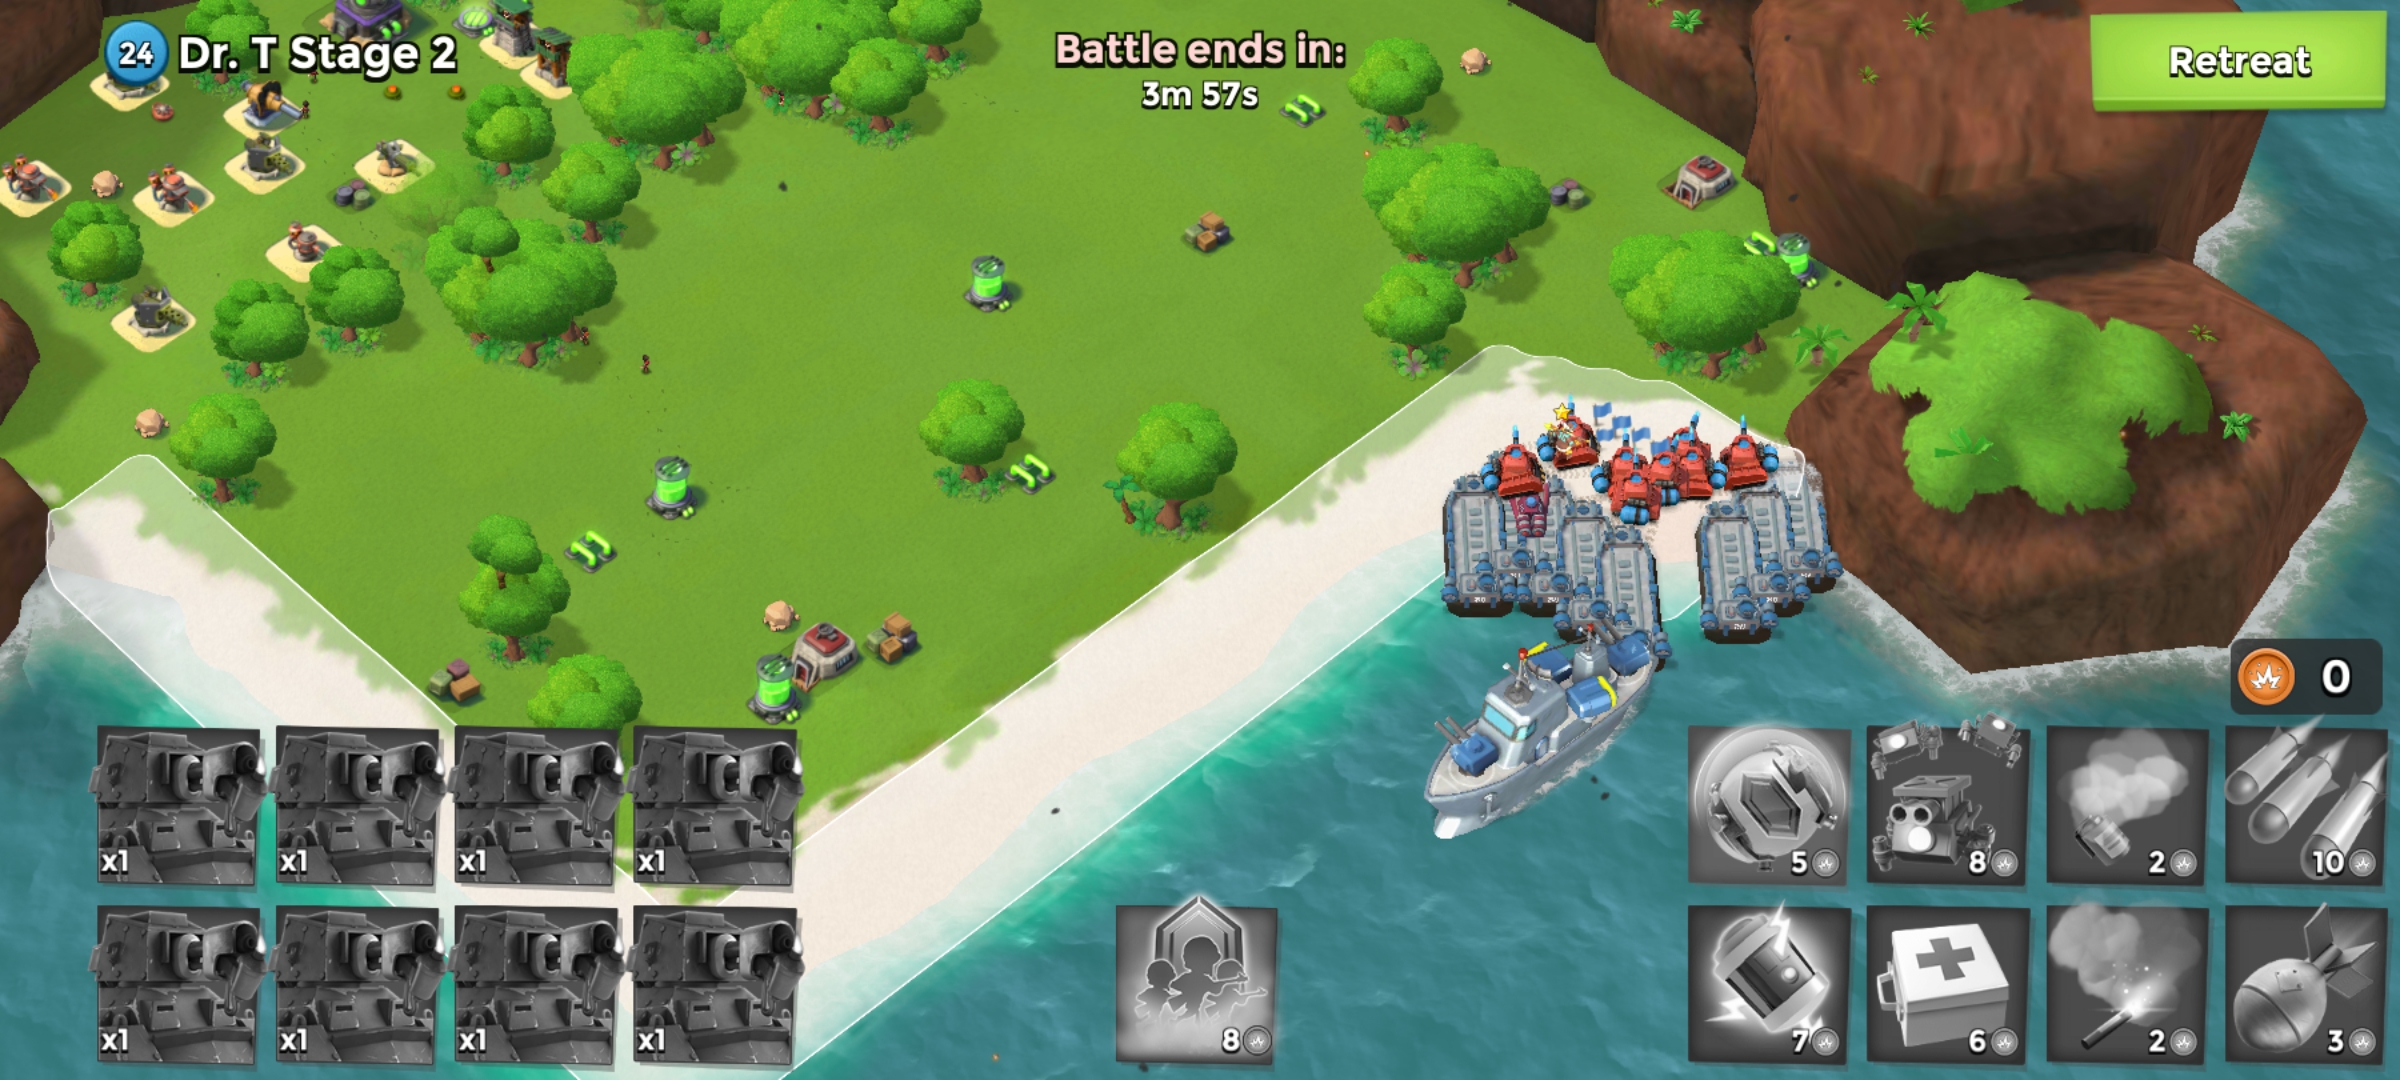 24 Dr. T Stage 2
Battle ends in:
3m 57s
Retreat
0
x1 x1 x1 x1
5 8 2 10
x1 x1 x1 x1
8
7 6 2 3